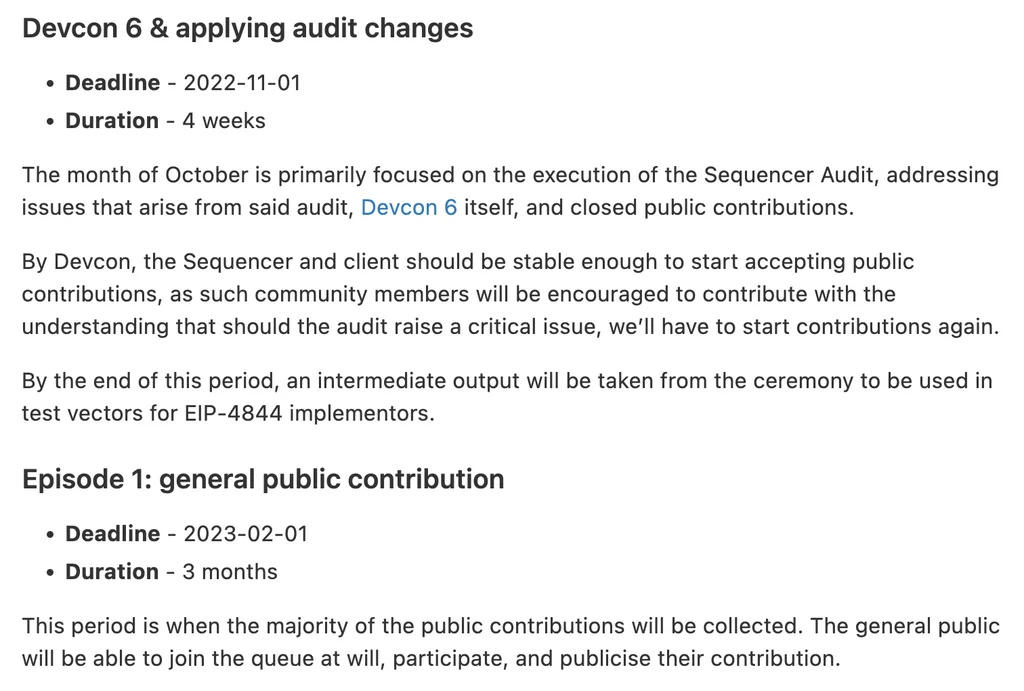 Devcon 6 & applying audit changes
• Deadline - 2022-11-01
• Duration - 4 weeks
The month of October is primarily focused on the execution of the Sequencer Audit, addressing
issues that arise from said audit, Devcon 6 itself, and closed public contributions.
By Devcon, the Sequencer and client should be stable enough to start accepting public
contributions, as such community members will be encouraged to contribute with the
understanding that should the audit raise a critical issue, we’ll have to start contributions again.
By the end of this period, an intermediate output will be taken from the ceremony to be used in
test vectors for EIP-4844 implementors.
Episode 1: general public contribution
• Deadline - 2023-02-01
• Duration - 3 months
This period is when the majority of the public contributions will be collected. The general public
will be able to join the queue at will, participate, and publicise their contribution.